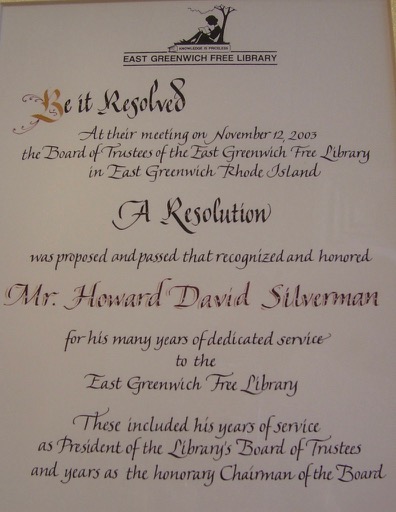 KNOWLEDGE IS PRICELESS
EAST GREENWICH FREE LIBRARY
Be it Resolved
At their meeting on November 12, 2003
the Board of Trustees of the East Greenwich Free Library
in East Greenwich Rhode Island
A Resolution
was proposed and passed that recognized and honored
Mr. Howard David Silverman
for his many years of dedicated service
to the
East Greenwich Free Library
These included his years of service
as President of the Library's Board of Trustees
and years as the honorary Chairman of the Board